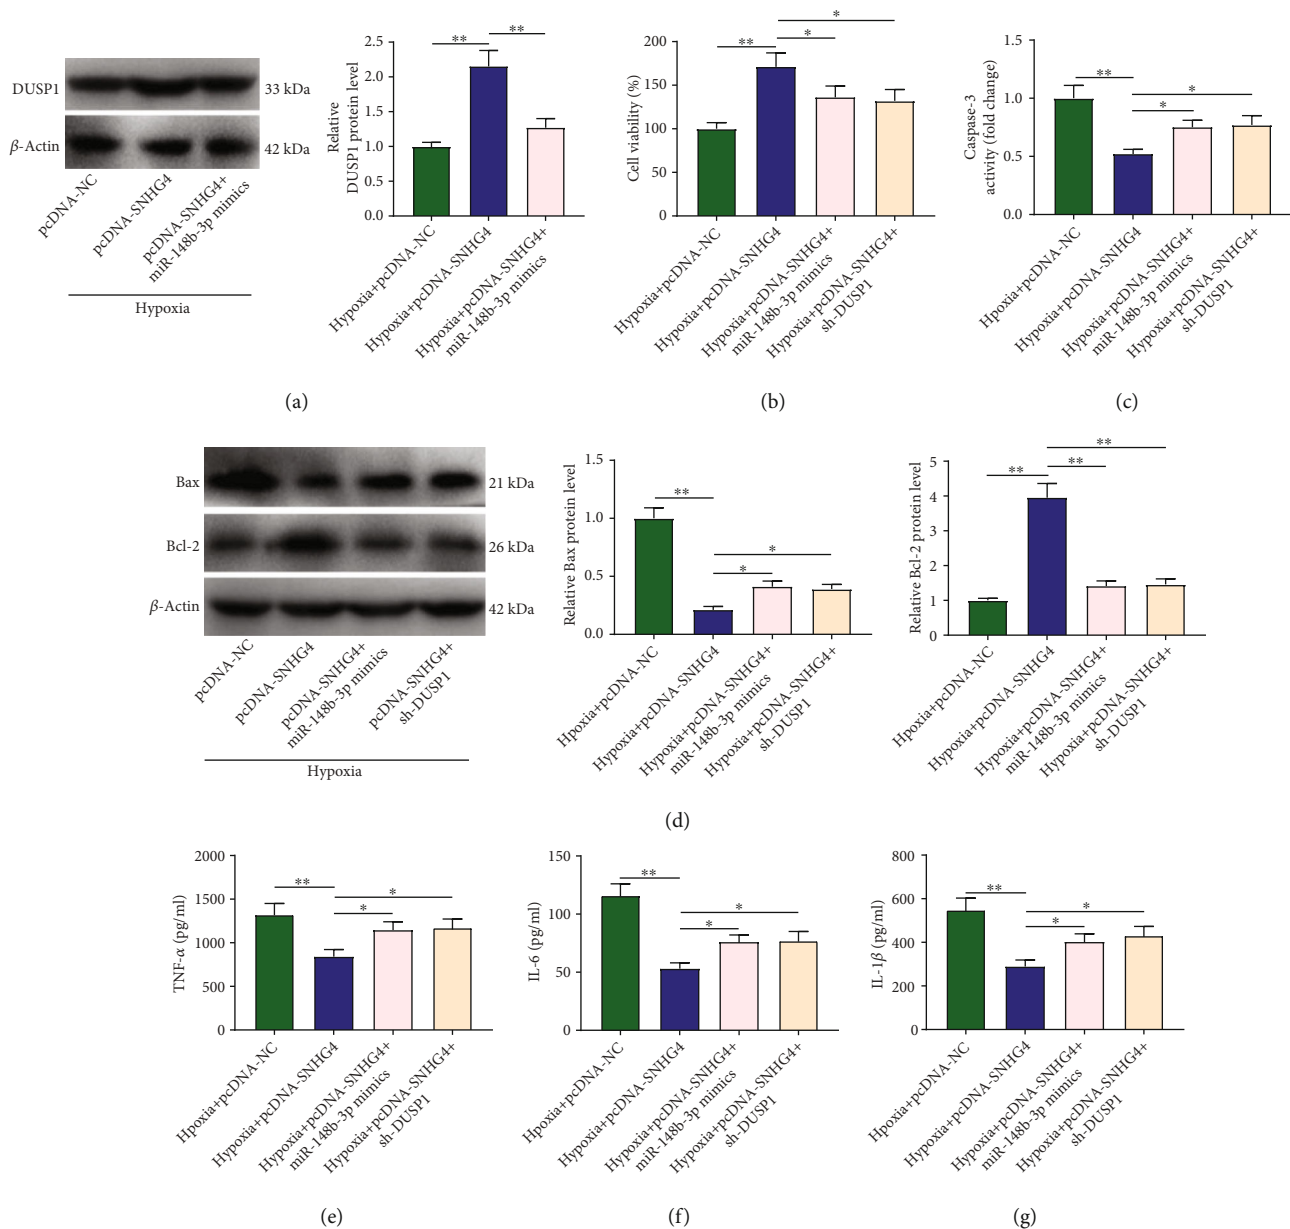 DUSP1
33 kDa
β-Actin
42 kDa
pcDNA-NC
pcDNA-SNHG4
pcDNA-SNHG4+
miR-148b-3p mimics
Hypoxia
Relative
DUSP1 protein level
2.5
2.0
1.5
1.0
0.5
0.0
**
**
Hypoxia+pcDNA-NC
Hypoxia+pcDNA-SNHG4
Hypoxia+pcDNA-SNHG4+
miR-148b-3p mimics
(a)
Cell viability (%)
200
150
100
50
0
**
*
*
Hypoxia+pcDNA-NC
Hypoxia+pcDNA-SNHG4
Hypoxia+pcDNA-SNHG4+
miR-148b-3p mimics
Hypoxia+pcDNA-SNHG4+
sh-DUSP1
(b)
Caspase-3
activity (fold change)
1.5
1.0
0.5
0.0
**
*
*
Hpoxia+pcDNA-NC
Hypoxia+pcDNA-SNHG4
Hypoxia+pcDNA-SNHG4+
miR-148b-3p mimics
Hypoxia+pcDNA-SNHG4+
sh-DUSP1
(c)
Bax
21 kDa
Bcl-2
26 kDa
β-Actin
42 kDa
pcDNA-NC
pcDNA-SNHG4
pcDNA-SNHG4+
miR-148b-3p mimics
pcDNA-SNHG4+
sh-DUSP1
Hypoxia
Relative Bax protein level
1.5
1.0
0.5
0.0
**
*
*
Hpoxia+pcDNA-NC
Hypoxia+pcDNA-SNHG4
Hypoxia+pcDNA-SNHG4+
miR-148b-3p mimics
Hypoxia+pcDNA-SNHG4+
sh-DUSP1
Relative Bcl-2 protein level
5
4
3
2
1
0
**
**
**
Hpoxia+pcDNA-NC
Hypoxia+pcDNA-SNHG4
Hypoxia+pcDNA-SNHG4+
miR-148b-3p mimics
Hypoxia+pcDNA-SNHG4+
sh-DUSP1
(d)
TNF-α (pg/ml)
2000
1500
1000
500
0
**
*
*
Hpoxia+pcDNA-NC
Hypoxia+pcDNA-SNHG4
Hypoxia+pcDNA-SNHG4+
miR-148b-3p mimics
Hypoxia+pcDNA-SNHG4+
sh-DUSP1
(e)
IL-6 (pg/ml)
150
100
50
0
**
*
*
Hpoxia+pcDNA-NC
Hypoxia+pcDNA-SNHG4
Hypoxia+pcDNA-SNHG4+
miR-148b-3p mimics
Hypoxia+pcDNA-SNHG4+
sh-DUSP1
(f)
IL-1β (pg/ml)
800
600
400
200
0
**
*
*
Hpoxia+pcDNA-NC
Hypoxia+pcDNA-SNHG4
Hypoxia+pcDNA-SNHG4+
miR-148b-3p mimics
Hypoxia+pcDNA-SNHG4+
sh-DUSP1
(g)